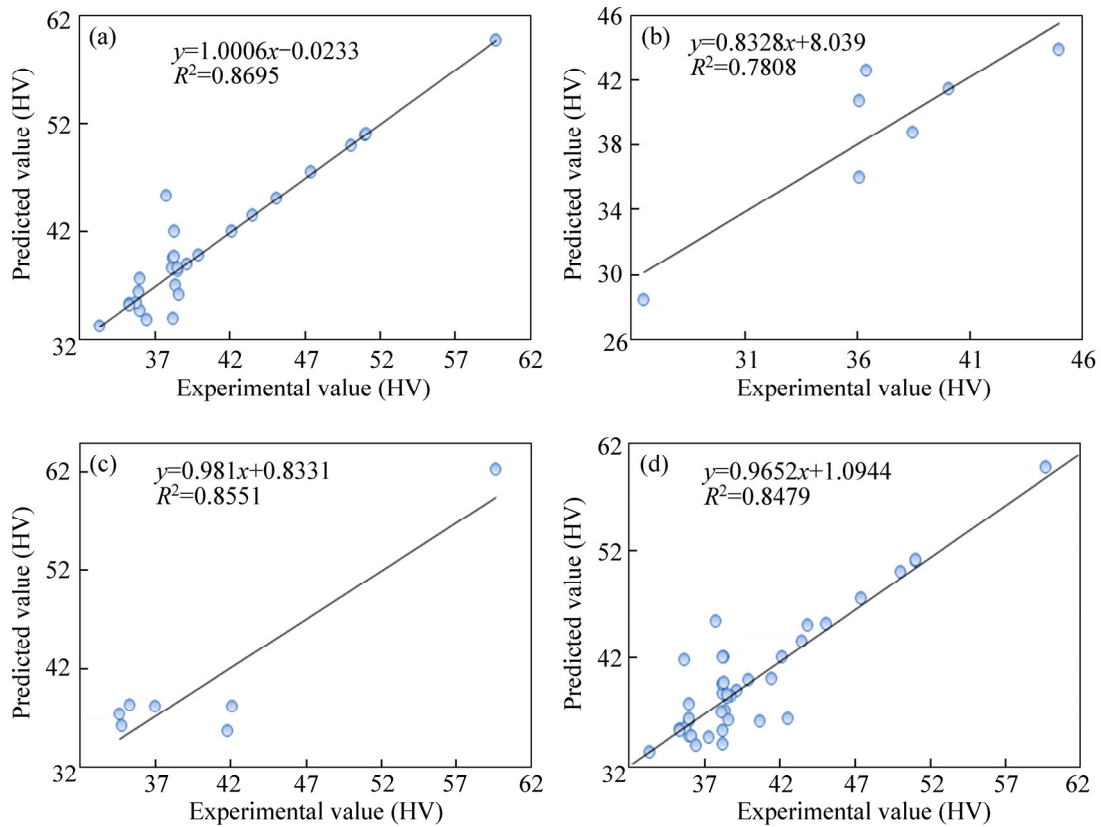 (a)
y=1.0006x−0.0233
R²=0.8695
62
52
42
32
37
42
47
52
57
62
Predicted value (HV)
Experimental value (HV)
(b)
y=0.8328x+8.039
R²=0.7808
46
42
38
34
30
26
31
36
41
46
Predicted value (HV)
Experimental value (HV)
(c)
y=0.981x+0.8331
R²=0.8551
62
52
42
32
37
42
47
52
57
62
Predicted value (HV)
Experimental value (HV)
(d)
y=0.9652x+1.0944
R²=0.8479
62
52
42
32
37
42
47
52
57
62
Predicted value (HV)
Experimental value (HV)